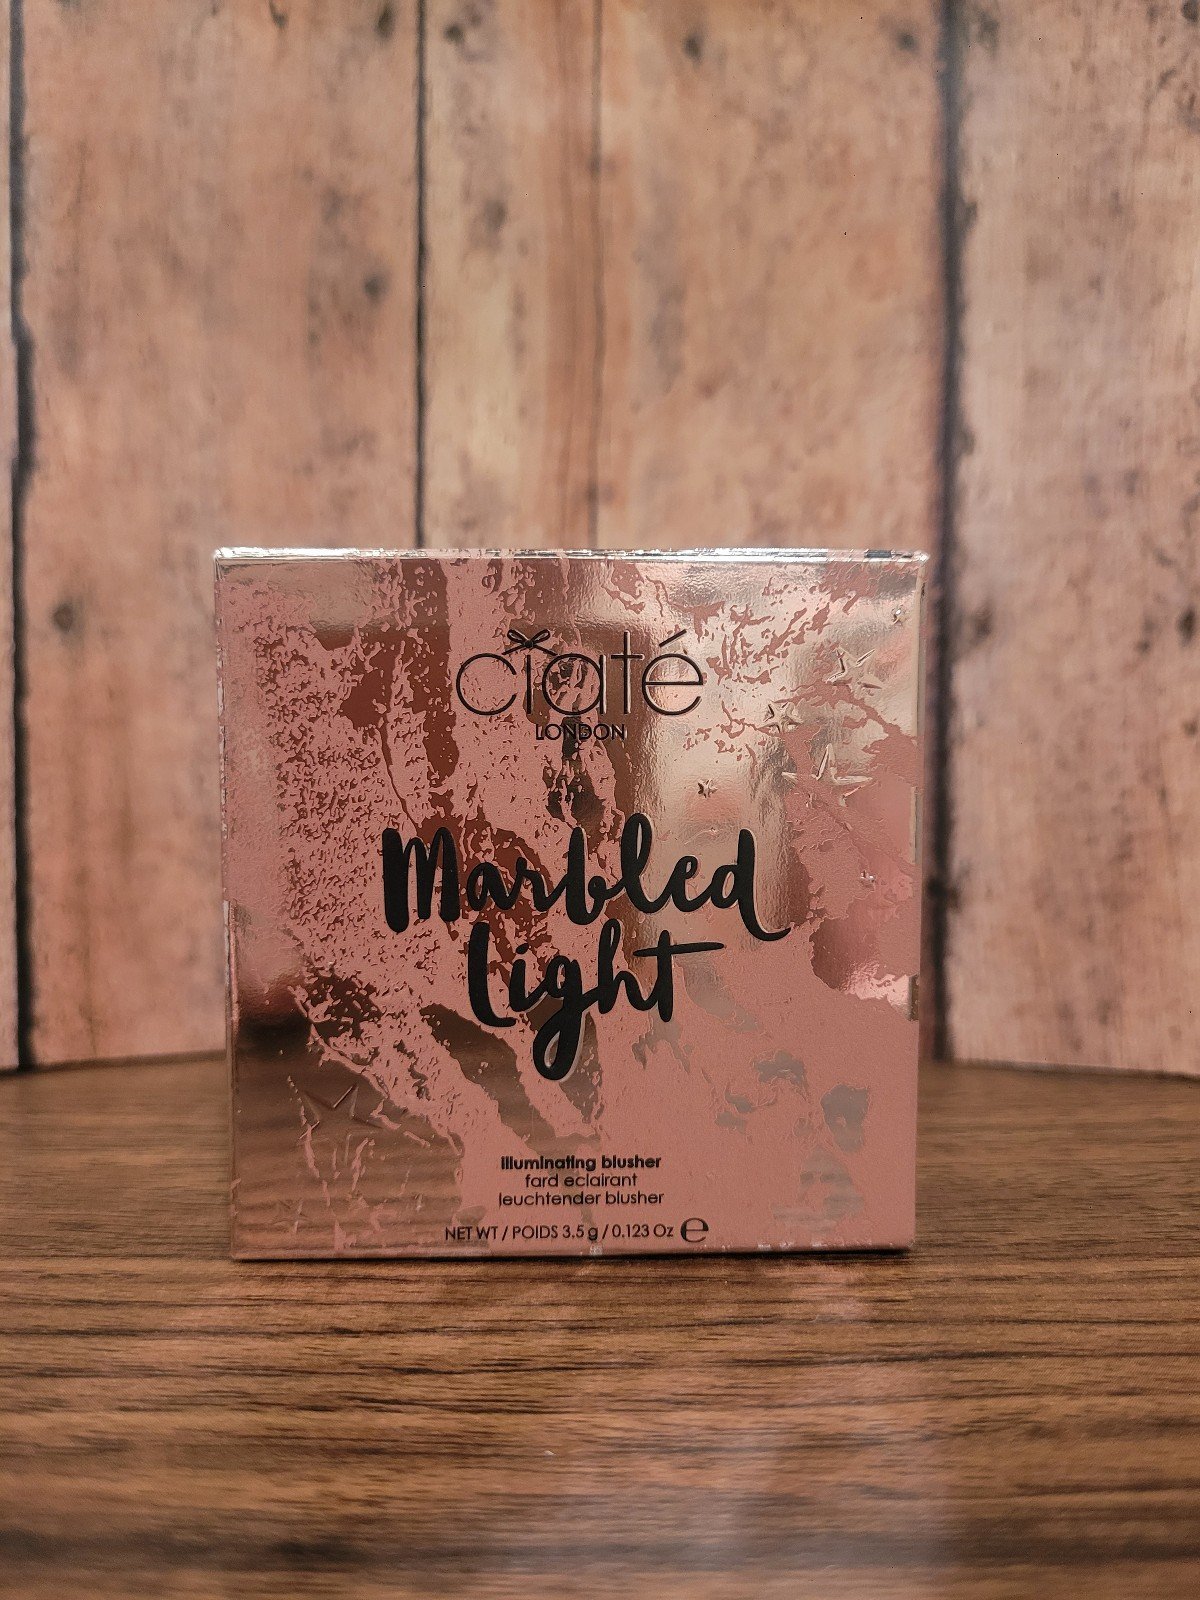 ciaté
LONDON
Marbled
Light
illuminating blusher
fard eclairant
leuchtender blusher
NET WT / POIDS 3.5 g / 0.123 Oz ℮